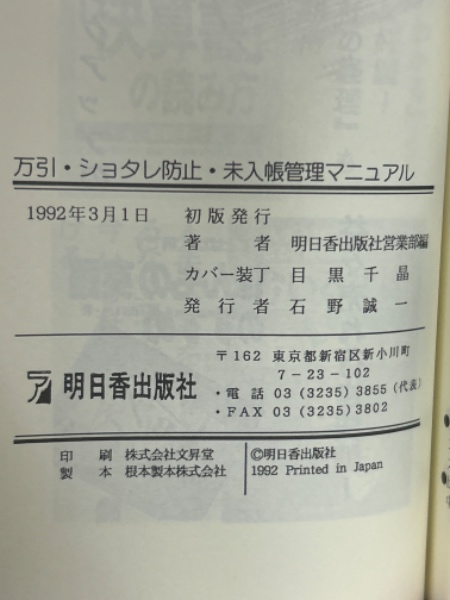 万引・ショタレ防止・未入帳管理マニュアル
1992年3月1日 初版発行
著 者 明日香出版社営業部編
カバー装丁 目黒千晶
発行者 石野誠一
明日香出版社
〒162 東京都新宿区新小川町
7-23-102
・電話 03(3235)3855(代表)
・FAX 03(3235)3802
印 刷 株式会社文昇堂
製 本 根本製本株式会社
©明日香出版社
1992 Printed in Japan